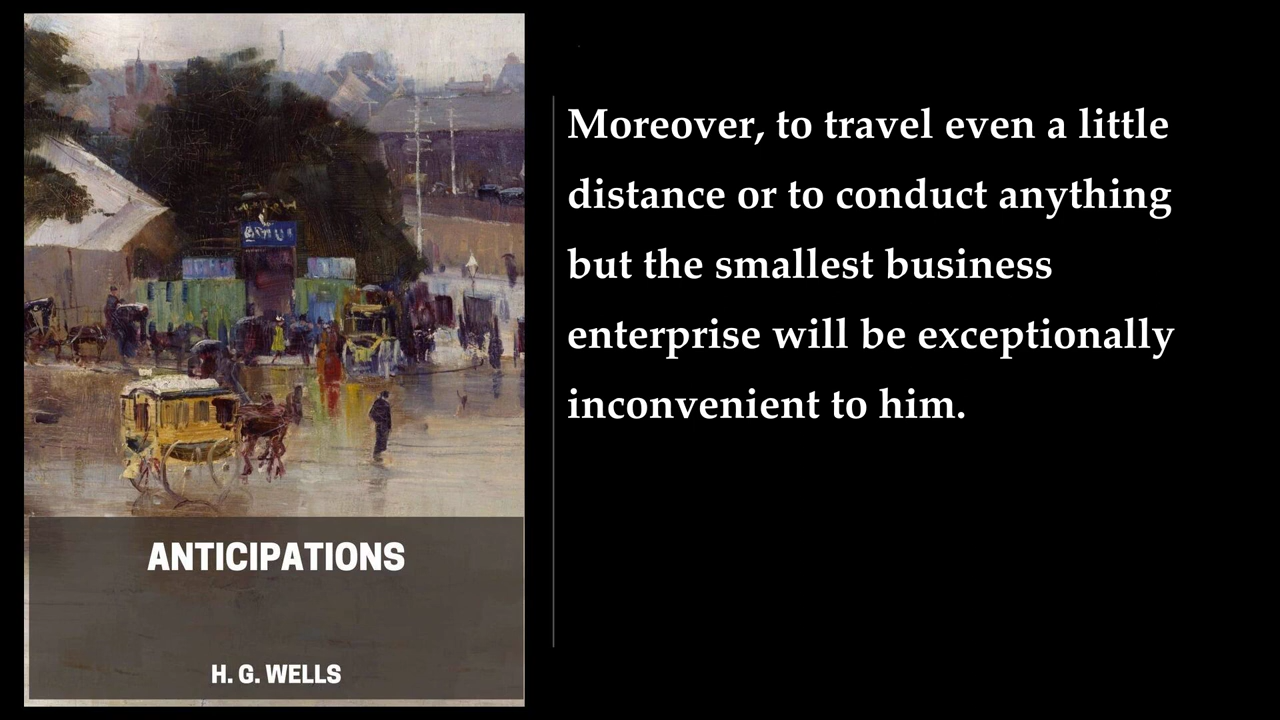 ANTICIPATIONS
H. G. WELLS
Moreover, to travel even a little
distance or to conduct anything
but the smallest business
enterprise will be exceptionally
inconvenient to him.